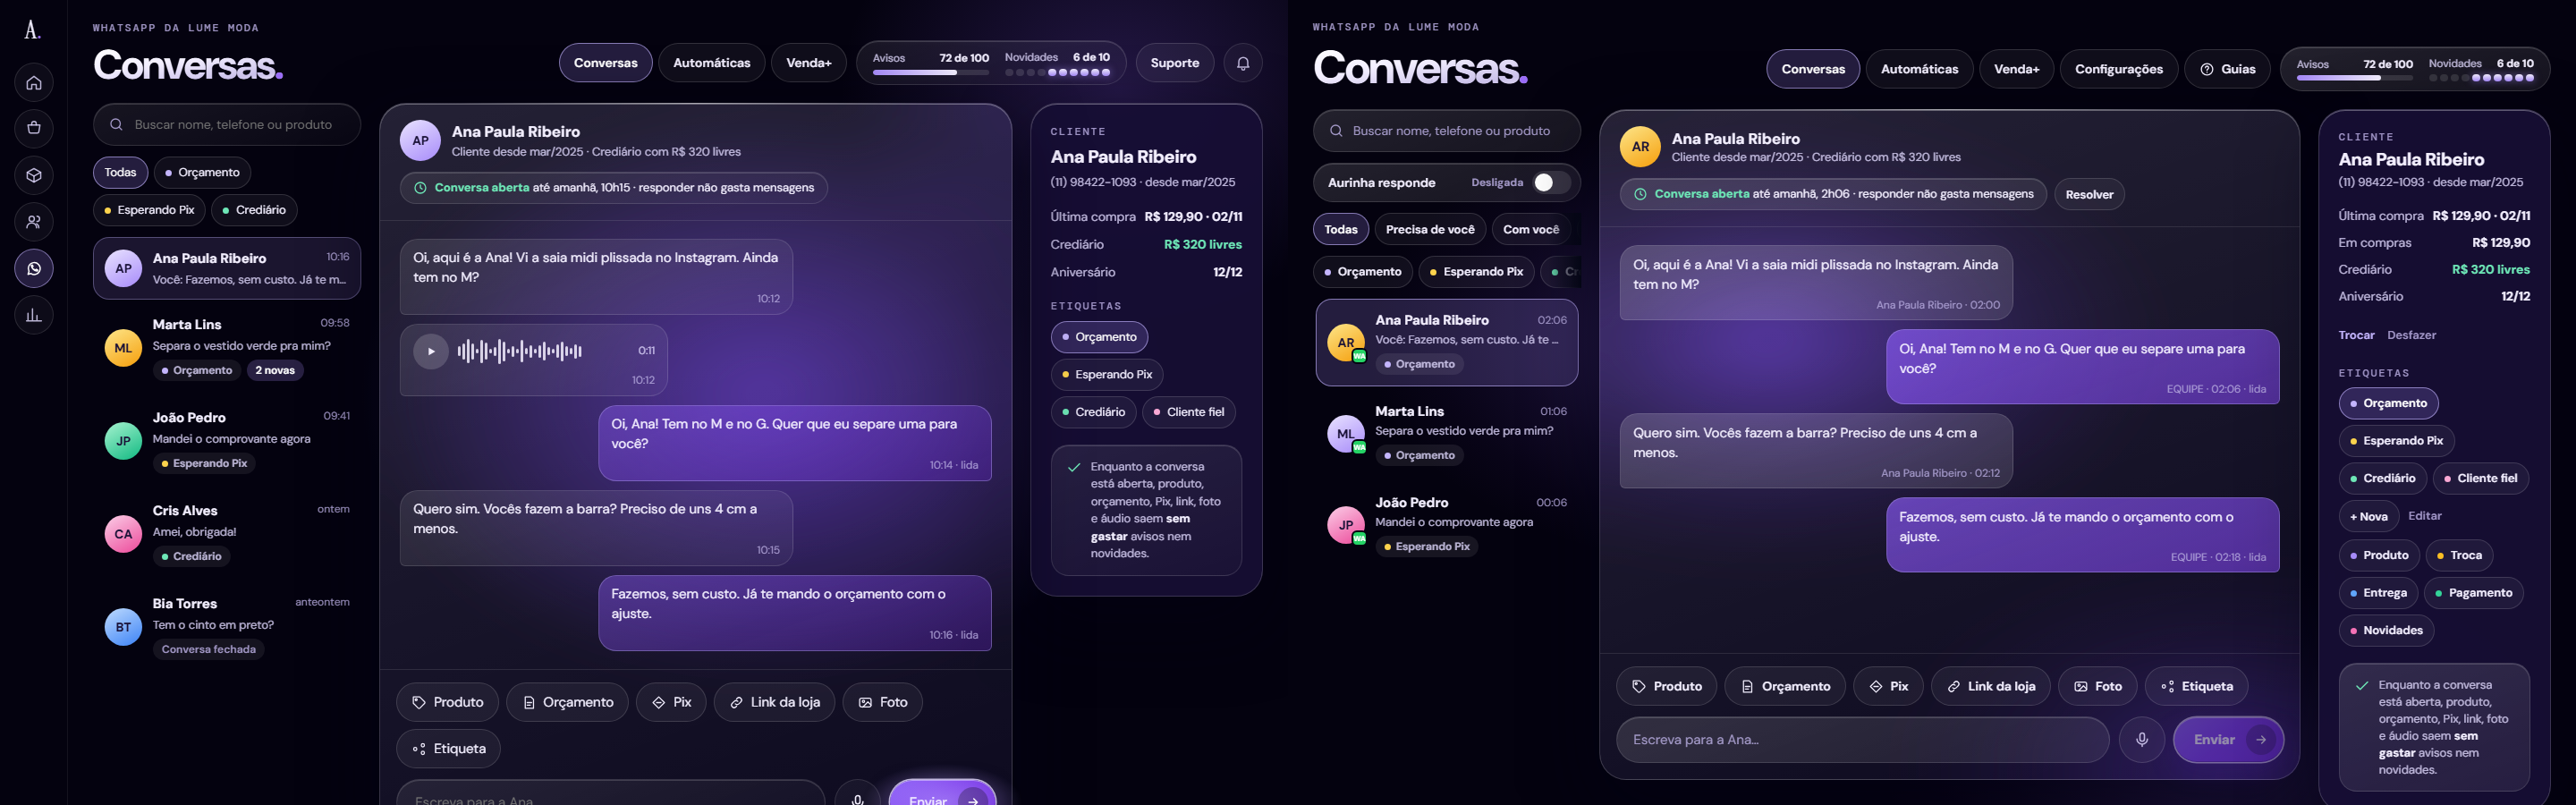 A.
WHATSAPP DA LUME MODA
Conversas.
Conversas
Automáticas
Venda+
Avisos 72 de 100
Novidades 6 de 10
Suporte
Buscar nome, telefone ou produto
Todas
Orçamento
Esperando Pix
Crediário
AP
Ana Paula Ribeiro 10:16
Você: Fazemos, sem custo. Já te m...
ML
Marta Lins 09:58
Separa o vestido verde pra mim?
Orçamento 2 novas
JP
João Pedro 09:41
Mandei o comprovante agora
Esperando Pix
CA
Cris Alves ontem
Amei, obrigada!
Crediário
BT
Bia Torres anteontem
Tem o cinto em preto?
Conversa fechada
AP
Ana Paula Ribeiro
Cliente desde mar/2025 · Crediário com R$ 320 livres
Conversa aberta até amanhã, 10h15 · responder não gasta mensagens
Oi, aqui é a Ana! Vi a saia midi plissada no Instagram. Ainda
tem no M?
10:12
0:11
10:12
Oi, Ana! Tem no M e no G. Quer que eu separe uma para
você?
10:14 · lida
Quero sim. Vocês fazem a barra? Preciso de uns 4 cm a
menos.
10:15
Fazemos, sem custo. Já te mando o orçamento com o
ajuste.
10:16 · lida
Produto
Orçamento
Pix
Link da loja
Foto
Etiqueta
Escreva para a Ana
Enviar
CLIENTE
Ana Paula Ribeiro
(11) 98422-1093 · desde mar/2025
Última compra R$ 129,90 · 02/11
Crediário R$ 320 livres
Aniversário 12/12
ETIQUETAS
Orçamento
Esperando Pix
Crediário
Cliente fiel
Enquanto a conversa
está aberta, produto,
orçamento, Pix, link, foto
e áudio saem sem
gastar avisos nem
novidades.
WHATSAPP DA LUME MODA
Conversas.
Conversas
Automáticas
Venda+
Configurações
Guias
Avisos 72 de 100
Novidades 6 de 10
Buscar nome, telefone ou produto
Aurinha responde Desligada
Todas
Precisa de você
Com você
Orçamento
Esperando Pix
Cr
AR
WA
Ana Paula Ribeiro 02:06
Você: Fazemos, sem custo. Já te ...
Orçamento
ML
WA
Marta Lins 01:06
Separa o vestido verde pra mim?
Orçamento
JP
WA
João Pedro 00:06
Mandei o comprovante agora
Esperando Pix
AR
Ana Paula Ribeiro
Cliente desde mar/2025 · Crediário com R$ 320 livres
Conversa aberta até amanhã, 2h06 · responder não gasta mensagens
Resolver
Oi, aqui é a Ana! Vi a saia midi plissada no Instagram. Ainda
tem no M?
Ana Paula Ribeiro · 02:00
Oi, Ana! Tem no M e no G. Quer que eu separe uma para
você?
EQUIPE · 02:06 · lida
Quero sim. Vocês fazem a barra? Preciso de uns 4 cm a
menos.
Ana Paula Ribeiro · 02:12
Fazemos, sem custo. Já te mando o orçamento com o
ajuste.
EQUIPE · 02:18 · lida
Produto
Orçamento
Pix
Link da loja
Foto
Etiqueta
Escreva para a Ana...
Enviar
CLIENTE
Ana Paula Ribeiro
(11) 98422-1093 · desde mar/2025
Última compra R$ 129,90 · 02/11
Em compras R$ 129,90
Crediário R$ 320 livres
Aniversário 12/12
Trocar Desfazer
ETIQUETAS
Orçamento
Esperando Pix
Crediário
Cliente fiel
+ Nova Editar
Produto
Troca
Entrega
Pagamento
Novidades
Enquanto a conversa
está aberta, produto,
orçamento, Pix, link, foto
e áudio saem sem
gastar avisos nem
novidades.